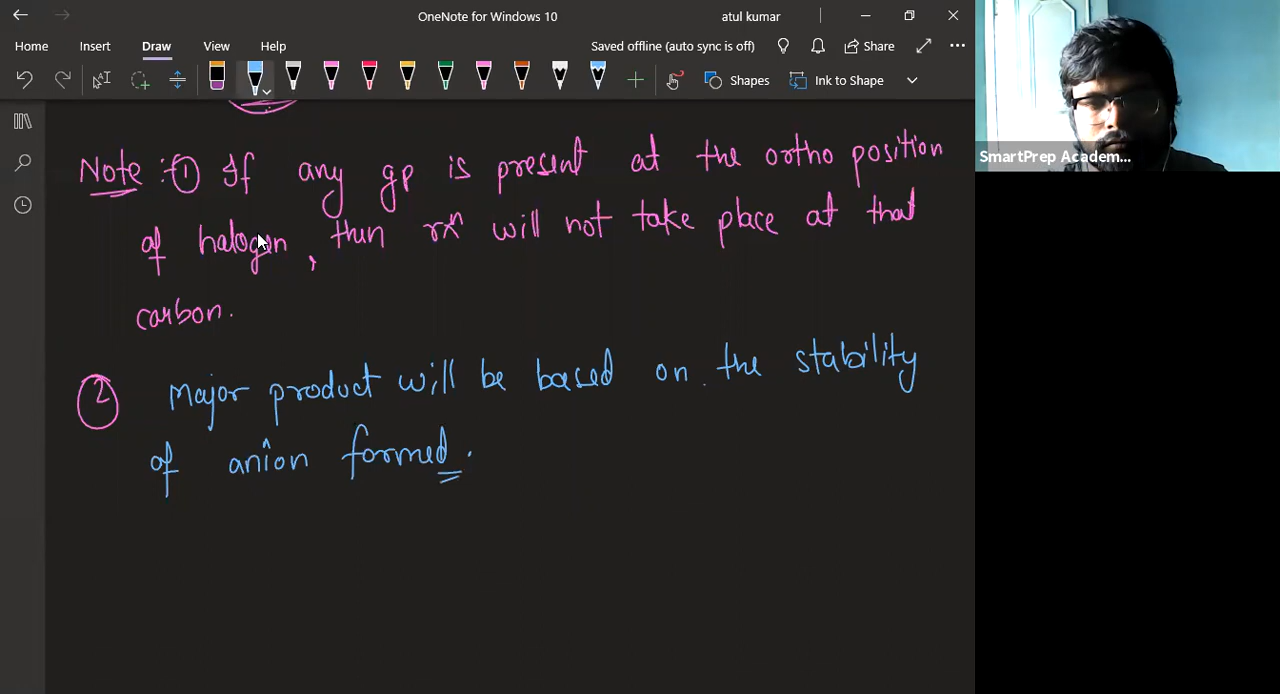 OneNote for Windows 10
atul kumar
Home Insert Draw View Help
Saved offline (auto sync is off)
Share
Shapes
Ink to Shape
SmartPrep Academ...
Note :- ① If any gp is present at the ortho position
of halogen, then rxn will not take place at that
carbon.
② Major product will be based on the stability
of anion formed.